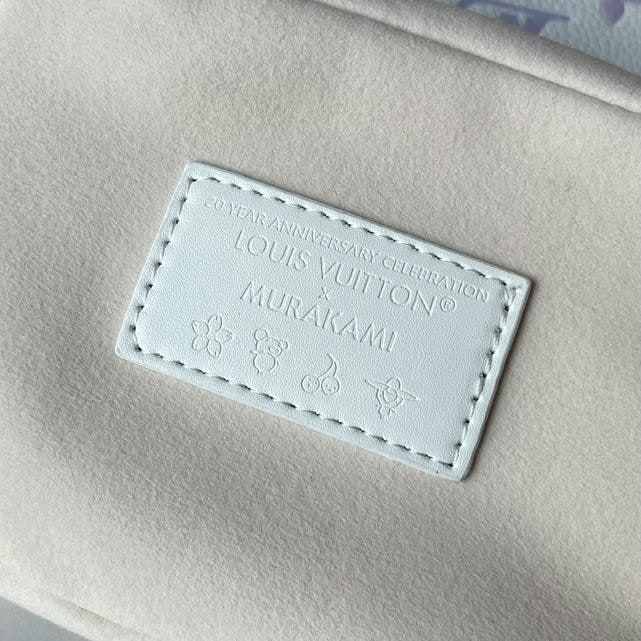 20 YEAR ANNIVERSARY CELEBRATION
LOUIS VUITTON®
x
MURAKAMI